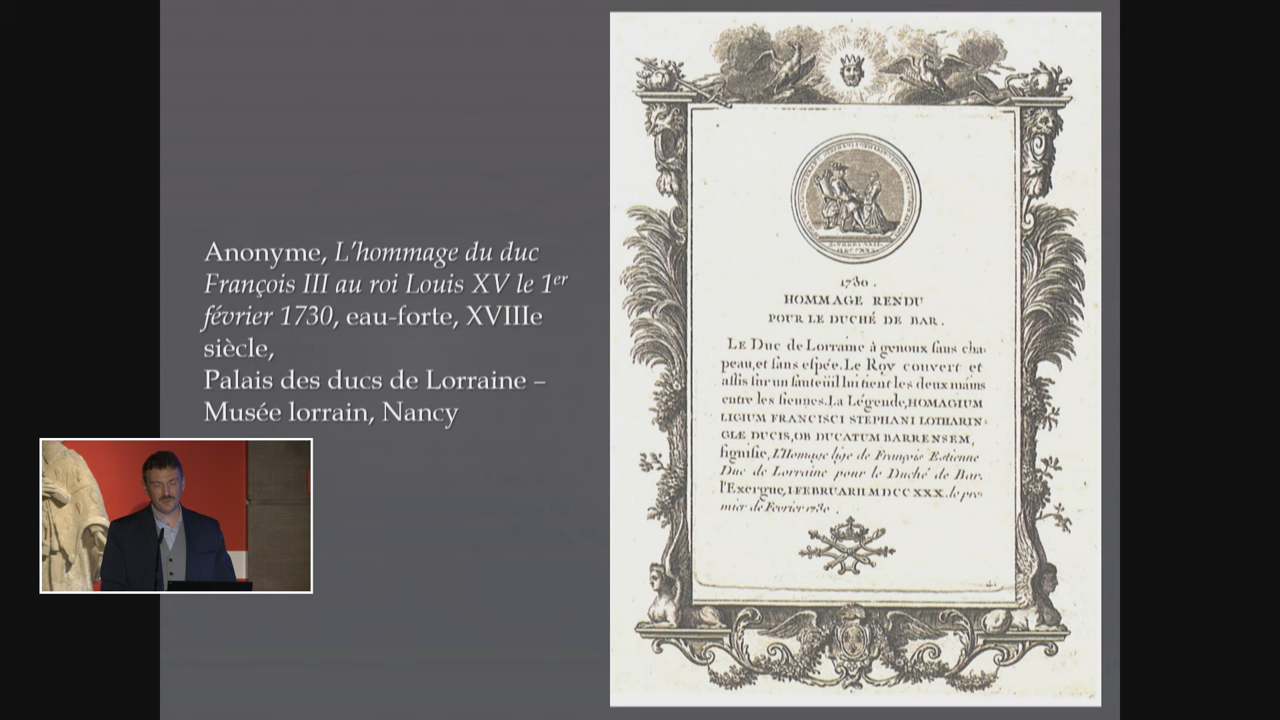 Anonyme, L'hommage du duc
François III au roi Louis XV le 1er
février 1730, eau-forte, XVIIIe
siècle,
Palais des ducs de Lorraine –
Musée lorrain, Nancy
1730.
HOMMAGE RENDU
POUR LE DUCHÉ DE BAR.
LE Duc de Lorraine à genoux sans cha-
peau, et sans espée. Le Roy couvert et
assis sur un fauteüil lui tient les deux mains
entre les siennes. La Légende, HOMAGIUM
LIGIUM FRANCISCI STEPHANI LOTHARIN-
GIÆ DUCIS, OB DUCATUM BARRENSEM,
signifie, L'Homage lige de François Estienne
Duc de Lorraine pour le Duché de Bar.
l'Exergue, I FEBRUARII MDCCXXX. le pre-
mier de Fevrier 1730.